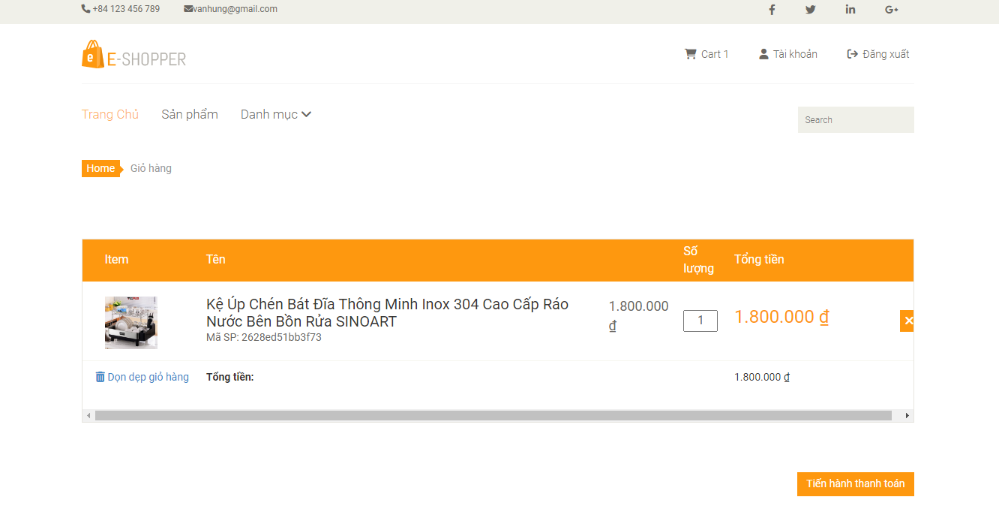 +84 123 456 789
vanhung@gmail.com
E-SHOPPER
Cart 1
Tài khoản
Đăng xuất
Trang Chủ
Sản phẩm
Danh mục
Search
Home
Giỏ hàng
Item
Tên
Số
lượng
Tổng tiền
Kệ Úp Chén Bát Đĩa Thông Minh Inox 304 Cao Cấp Ráo
Nước Bên Bồn Rửa SINOART
Mã SP: 2628ed51bb3f73
1.800.000
₫
1
1.800.000 ₫
Dọn dẹp giỏ hàng
Tổng tiền:
1.800.000 ₫
Tiến hành thanh toán